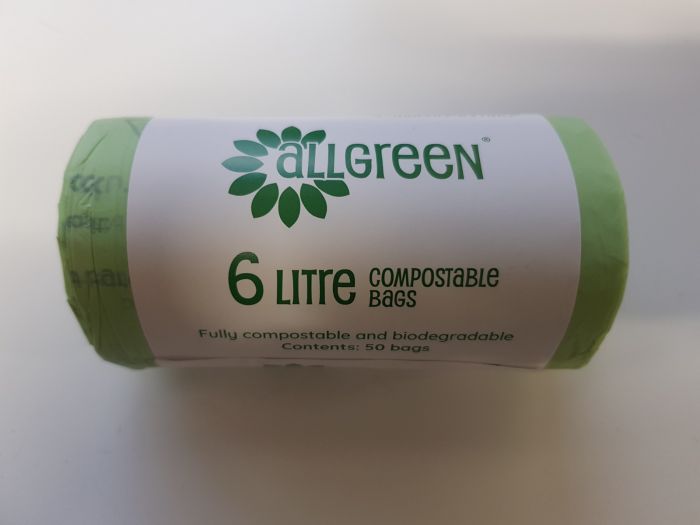 allgreen®
6 Litre compostable
bags
Fully compostable and biodegradable
Contents: 50 bags